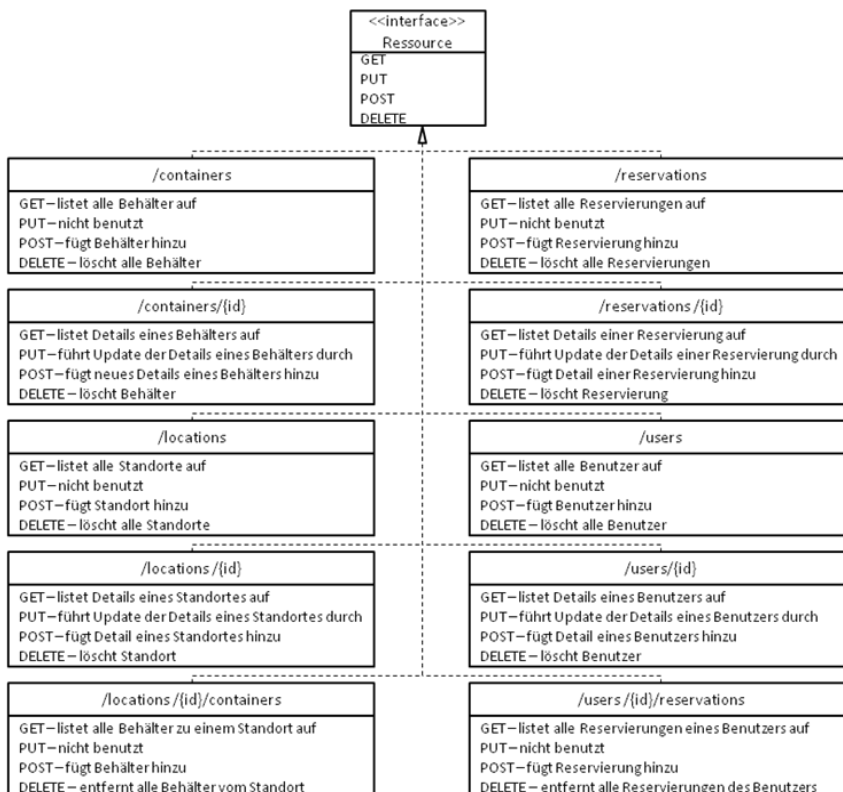 <<interface>>
Ressource
GET
PUT
POST
DELETE
/containers
GET–listet alle Behälter auf
PUT–nicht benutzt
POST–fügt Behälter hinzu
DELETE–löscht alle Behälter
/reservations
GET–listet alle Reservierungen auf
PUT–nicht benutzt
POST–fügt Reservierung hinzu
DELETE–löscht alle Reservierungen
/containers/{id}
GET–listet Details eines Behälters auf
PUT–führt Update der Details eines Behälters durch
POST–fügt neues Details eines Behälters hinzu
DELETE–löscht Behälter
/reservations/{id}
GET–listet Details einer Reservierung auf
PUT–führt Update der Details einer Reservierung durch
POST–fügt Detail einer Reservierung hinzu
DELETE–löscht Reservierung
/locations
GET–listet alle Standorte auf
PUT–nicht benutzt
POST–fügt Standort hinzu
DELETE–löscht alle Standorte
/users
GET–listet alle Benutzer auf
PUT–nicht benutzt
POST–fügt Benutzer hinzu
DELETE–löscht alle Benutzer
/locations/{id}
GET–listet Details eines Standortes auf
PUT–führt Update der Details eines Standortes durch
POST–fügt Detail eines Standortes hinzu
DELETE–löscht Standort
/users/{id}
GET–listet Details eines Benutzers auf
PUT–führt Update der Details eines Benutzers durch
POST–fügt Detail eines Benutzers hinzu
DELETE–löscht Benutzer
/locations/{id}/containers
GET–listet alle Behälter zu einem Standort auf
PUT–nicht benutzt
POST–fügt Behälter hinzu
DELETE–entfernt alle Behälter vom Standort
/users/{id}/reservations
GET–listet alle Reservierungen eines Benutzers auf
PUT–nicht benutzt
POST–fügt Reservierung hinzu
DELETE–entfernt alle Reservierungen des Benutzers